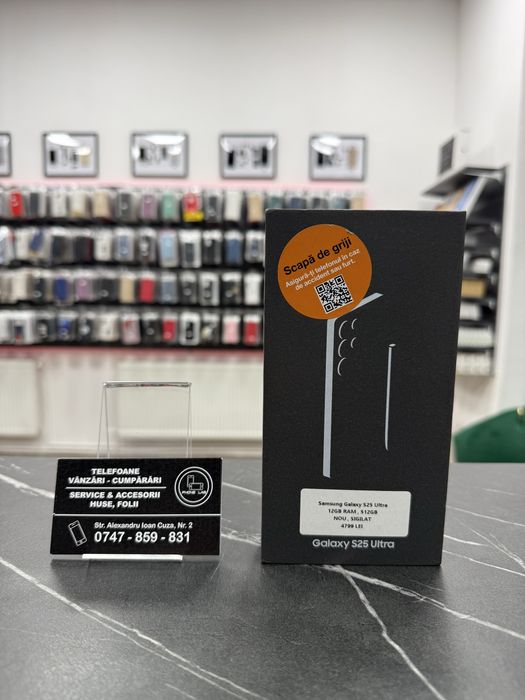 Scapă de griji
Asigură-ți telefonul în caz
de accident sau furt.
Samsung Galaxy S25 Ultra
12GB RAM , 512GB
NOU , SIGILAT
4799 LEI
Galaxy S25 Ultra
TELEFOANE
VÂNZĂRI - CUMPĂRĂRI
SERVICE & ACCESORII
HUSE, FOLII
PHONE LAB
Str. Alexandru Ioan Cuza, Nr. 2
0747 - 859 - 831